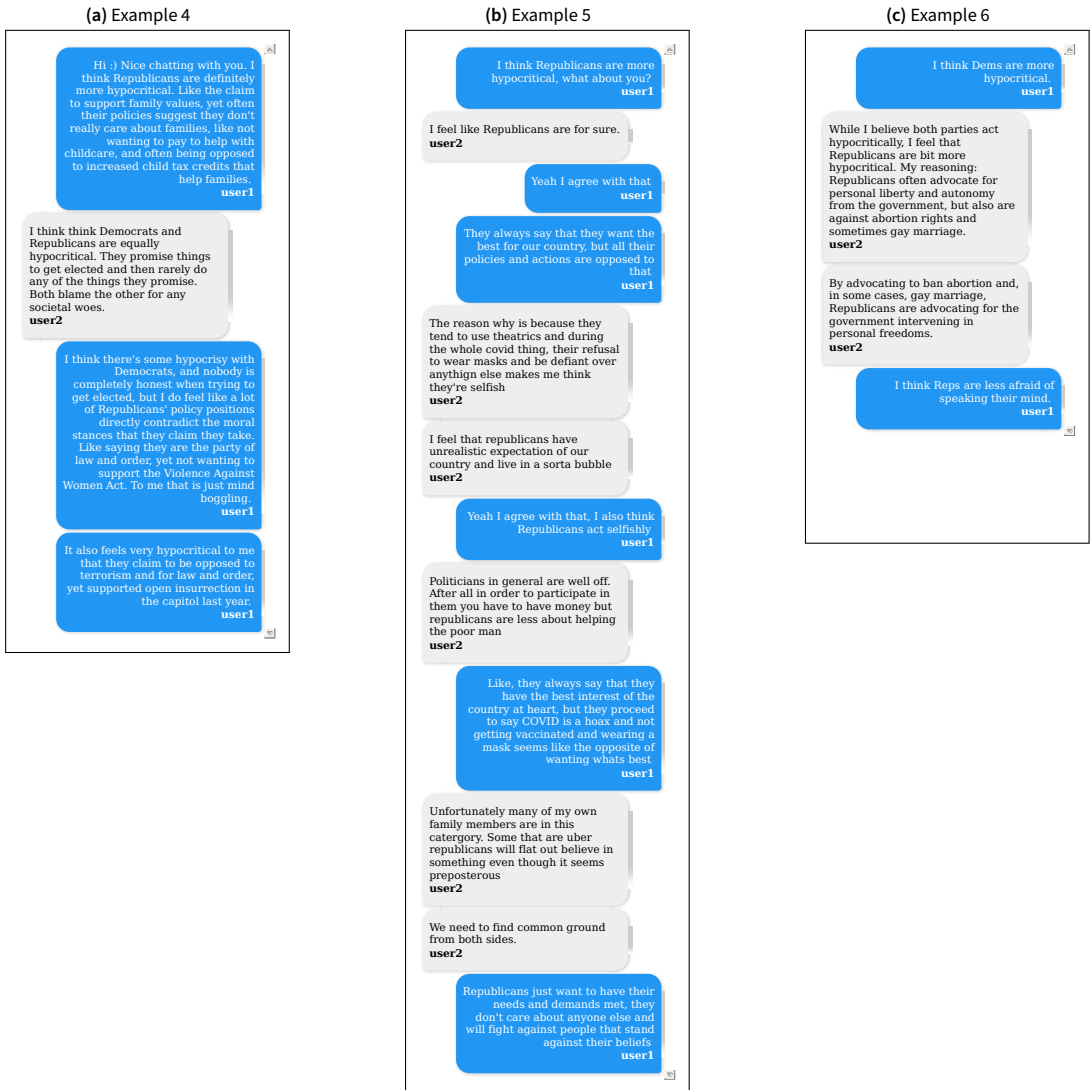 (a) Example 4
Hi :) Nice chatting with you. I
think Republicans are definitely
more hypocritical. Like the claim
to support family values, yet often
their policies suggest they don't
really care about families, like not
wanting to pay to help with
childcare, and often being opposed
to increased child tax credits that
help families.
user1
I think think Democrats and
Republicans are equally
hypocritical. They promise things
to get elected and then rarely do
any of the things they promise.
Both blame the other for any
societal woes.
user2
I think there's some hypocrisy with
Democrats, and nobody is
completely honest when trying to
get elected, but I do feel like a lot
of Republicans' policy positions
directly contradict the moral
stances that they claim they take.
Like saying they are the party of
law and order, yet not wanting to
support the Violence Against
Women Act. To me that is just mind
boggling.
user1
It also feels very hypocritical to me
that they claim to be opposed to
terrorism and for law and order,
yet supported open insurrection in
the capitol last year.
user1
(b) Example 5
I think Republicans are more
hypocritical, what about you?
user1
I feel like Republicans are for sure.
user2
Yeah I agree with that
user1
They always say that they want the
best for our country, but all their
policies and actions are opposed to
that
user1
The reason why is because they
tend to use theatrics and during
the whole covid thing, their refusal
to wear masks and be defiant over
anythign else makes me think
they're selfish
user2
I feel that republicans have
unrealistic expectation of our
country and live in a sorta bubble
user2
Yeah I agree with that, I also think
Republicans act selfishly
user1
Politicians in general are well off.
After all in order to participate in
them you have to have money but
republicans are less about helping
the poor man
user2
Like, they always say that they
have the best interest of the
country at heart, but they proceed
to say COVID is a hoax and not
getting vaccinated and wearing a
mask seems like the opposite of
wanting whats best
user1
Unfortunately many of my own
family members are in this
catergory. Some that are uber
republicans will flat out believe in
something even though it seems
preposterous
user2
We need to find common ground
from both sides.
user2
Republicans just want to have their
needs and demands met, they
don't care about anyone else and
will fight against people that stand
against their beliefs
user1
(c) Example 6
I think Dems are more
hypocritical.
user1
While I believe both parties act
hypocritically, I feel that
Republicans are bit more
hypocritical. My reasoning:
Republicans often advocate for
personal liberty and autonomy
from the government, but also are
against abortion rights and
sometimes gay marriage.
user2
By advocating to ban abortion and,
in some cases, gay marriage,
Republicans are advocating for the
government intervening in
personal freedoms.
user2
I think Reps are less afraid of
speaking their mind.
user1